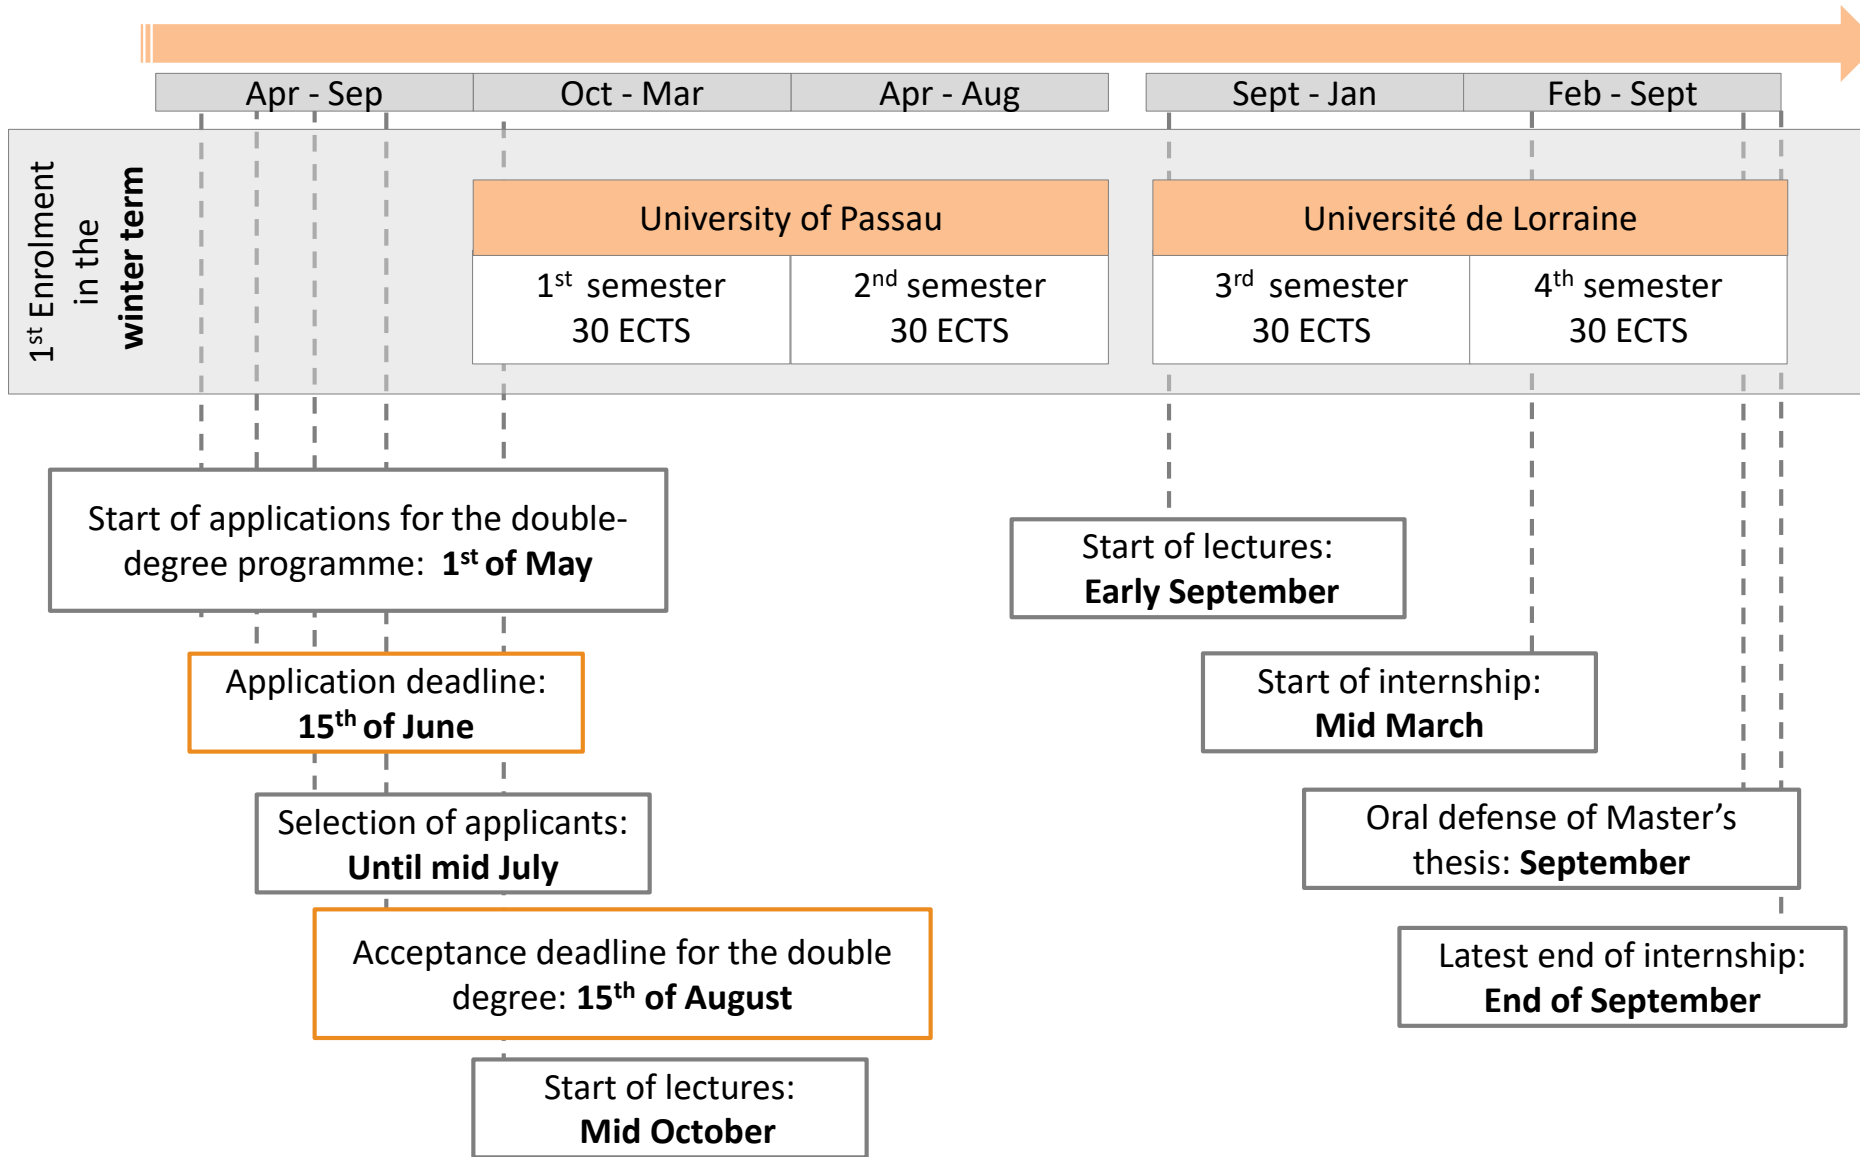 Apr - Sep
Oct - Mar
Apr - Aug
Sept - Jan
Feb - Sept
1st Enrolment
in the
winter term
University of Passau
Université de Lorraine
1st semester
30 ECTS
2nd semester
30 ECTS
3rd semester
30 ECTS
4th semester
30 ECTS
Start of applications for the double-
degree programme: 1st of May
Application deadline:
15th of June
Selection of applicants:
Until mid July
Acceptance deadline for the double
degree: 15th of August
Start of lectures:
Mid October
Start of lectures:
Early September
Start of internship:
Mid March
Oral defense of Master’s
thesis: September
Latest end of internship:
End of September